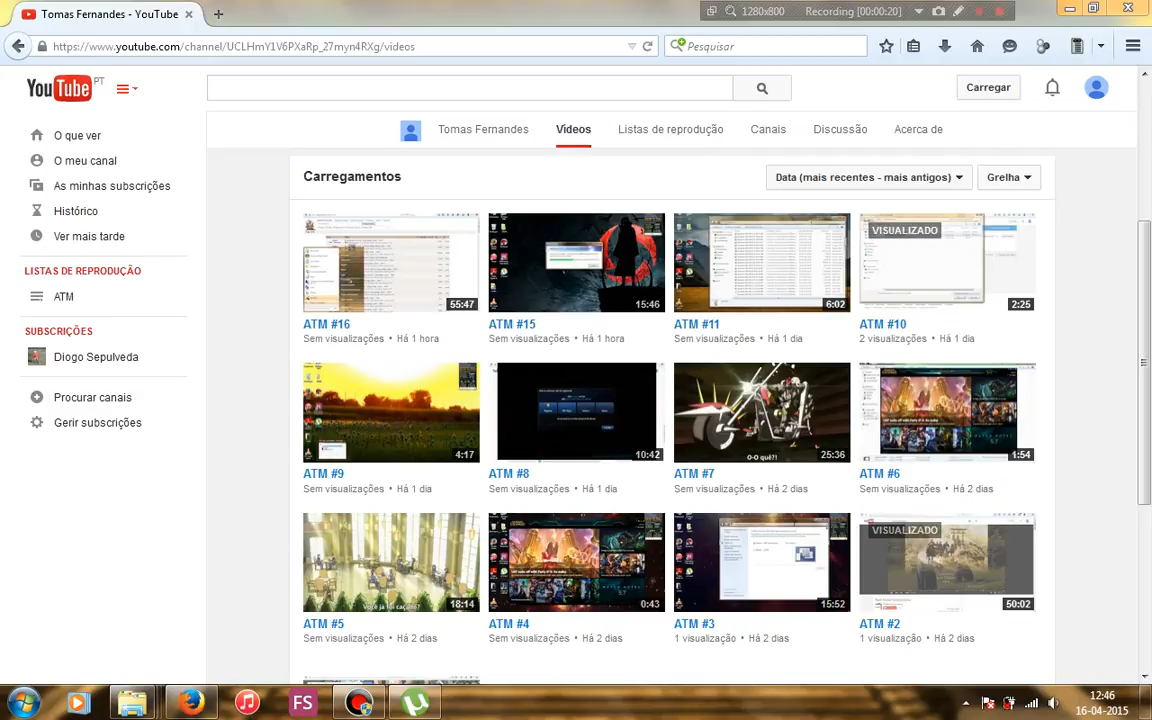 Tomas Fernandes - YouTube
1280x800
Recording [00:00:20]
https://www.youtube.com/channel/UCLHmY1V6PXaRp_27myn4RXg/videos
Pesquisar
YouTube PT
Carregar
O que ver
O meu canal
As minhas subscrições
Histórico
Ver mais tarde
LISTAS DE REPRODUÇÃO
ATM
SUBSCRIÇÕES
Diogo Sepulveda
Procurar canais
Gerir subscrições
Tomas Fernandes
Vídeos
Listas de reprodução
Canais
Discussão
Acerca de
Carregamentos
Data (mais recentes - mais antigos)
Grelha
55:47
15:46
6:02
VISUALIZADO
2:25
ATM #16
ATM #15
ATM #11
ATM #10
Sem visualizações • Há 1 hora
Sem visualizações • Há 1 hora
Sem visualizações • Há 1 dia
2 visualizações • Há 1 dia
4:17
10:42
O-O quê?!
25:36
1:54
ATM #9
ATM #8
ATM #7
ATM #6
Sem visualizações • Há 1 dia
Sem visualizações • Há 1 dia
Sem visualizações • Há 2 dias
Sem visualizações • Há 2 dias
Voce já foi caçado?
18:14
0:43
15:52
VISUALIZADO
50:02
ATM #5
ATM #4
ATM #3
ATM #2
Sem visualizações • Há 2 dias
Sem visualizações • Há 2 dias
1 visualização • Há 2 dias
1 visualização • Há 2 dias
FS
12:46
16-04-2015